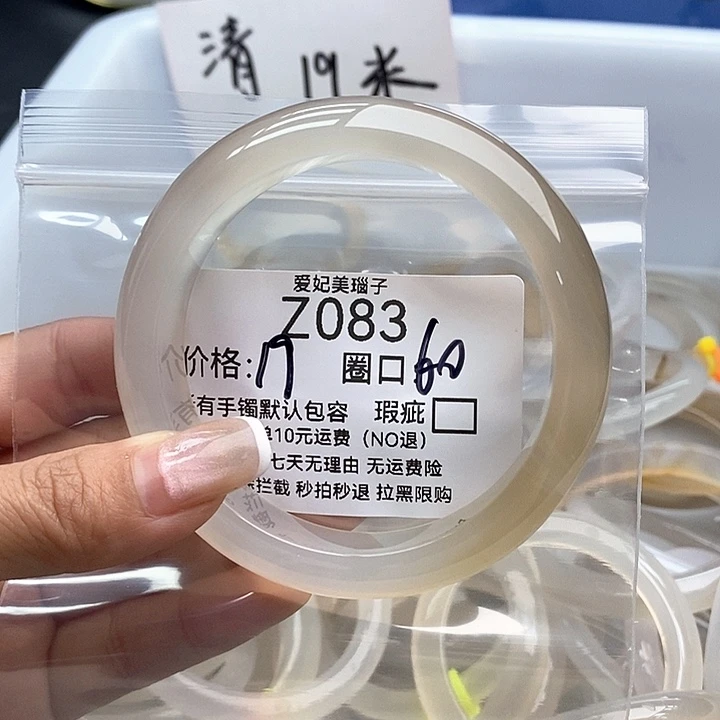 清 19米
爱妃美瑙子
Z083
价格: 17 圈口 60
有手镯默认包容 瑕疵
10元运费 (NO退)
七天无理由 无运费险
拦截 秒拍秒退 拉黑限购